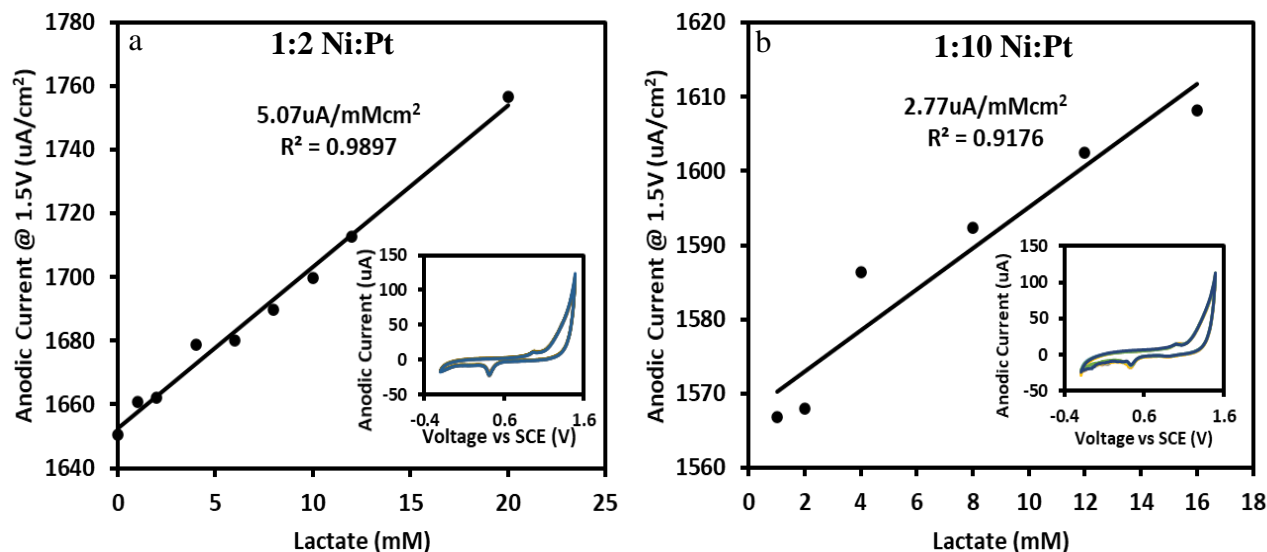 a
1:2 Ni:Pt
5.07uA/mMcm²
R² = 0.9897
Anodic Current @ 1.5V (uA/cm²)
1780
1760
1740
1720
1700
1680
1660
1640
0 5 10 15 20 25
Lactate (mM)
Anodic Current (uA)
150
100
50
0
-50
-0.4 0.6 1.6
Voltage vs SCE (V)
b
1:10 Ni:Pt
2.77uA/mMcm²
R² = 0.9176
Anodic Current @ 1.5V (uA/cm²)
1620
1610
1600
1590
1580
1570
1560
0 2 4 6 8 10 12 14 16 18
Lactate (mM)
Anodic Current (uA)
150
100
50
0
-50
-0.4 0.6 1.6
Voltage vs SCE (V)